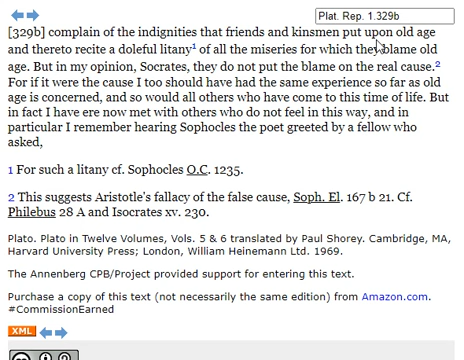 Plat. Rep. 1.329b
[329b] complain of the indignities that friends and kinsmen put upon old age
and thereto recite a doleful litany1 of all the miseries for which they blame old
age. But in my opinion, Socrates, they do not put the blame on the real cause.2
For if it were the cause I too should have had the same experience so far as old
age is concerned, and so would all others who have come to this time of life. But
in fact I have ere now met with others who do not feel in this way, and in
particular I remember hearing Sophocles the poet greeted by a fellow who
asked,
1 For such a litany cf. Sophocles O.C. 1235.
2 This suggests Aristotle's fallacy of the false cause, Soph. El. 167 b 21. Cf.
Philebus 28 A and Isocrates xv. 230.
Plato. Plato in Twelve Volumes, Vols. 5 & 6 translated by Paul Shorey. Cambridge, MA,
Harvard University Press; London, William Heinemann Ltd. 1969.
The Annenberg CPB/Project provided support for entering this text.
Purchase a copy of this text (not necessarily the same edition) from Amazon.com.
#CommissionEarned
XML